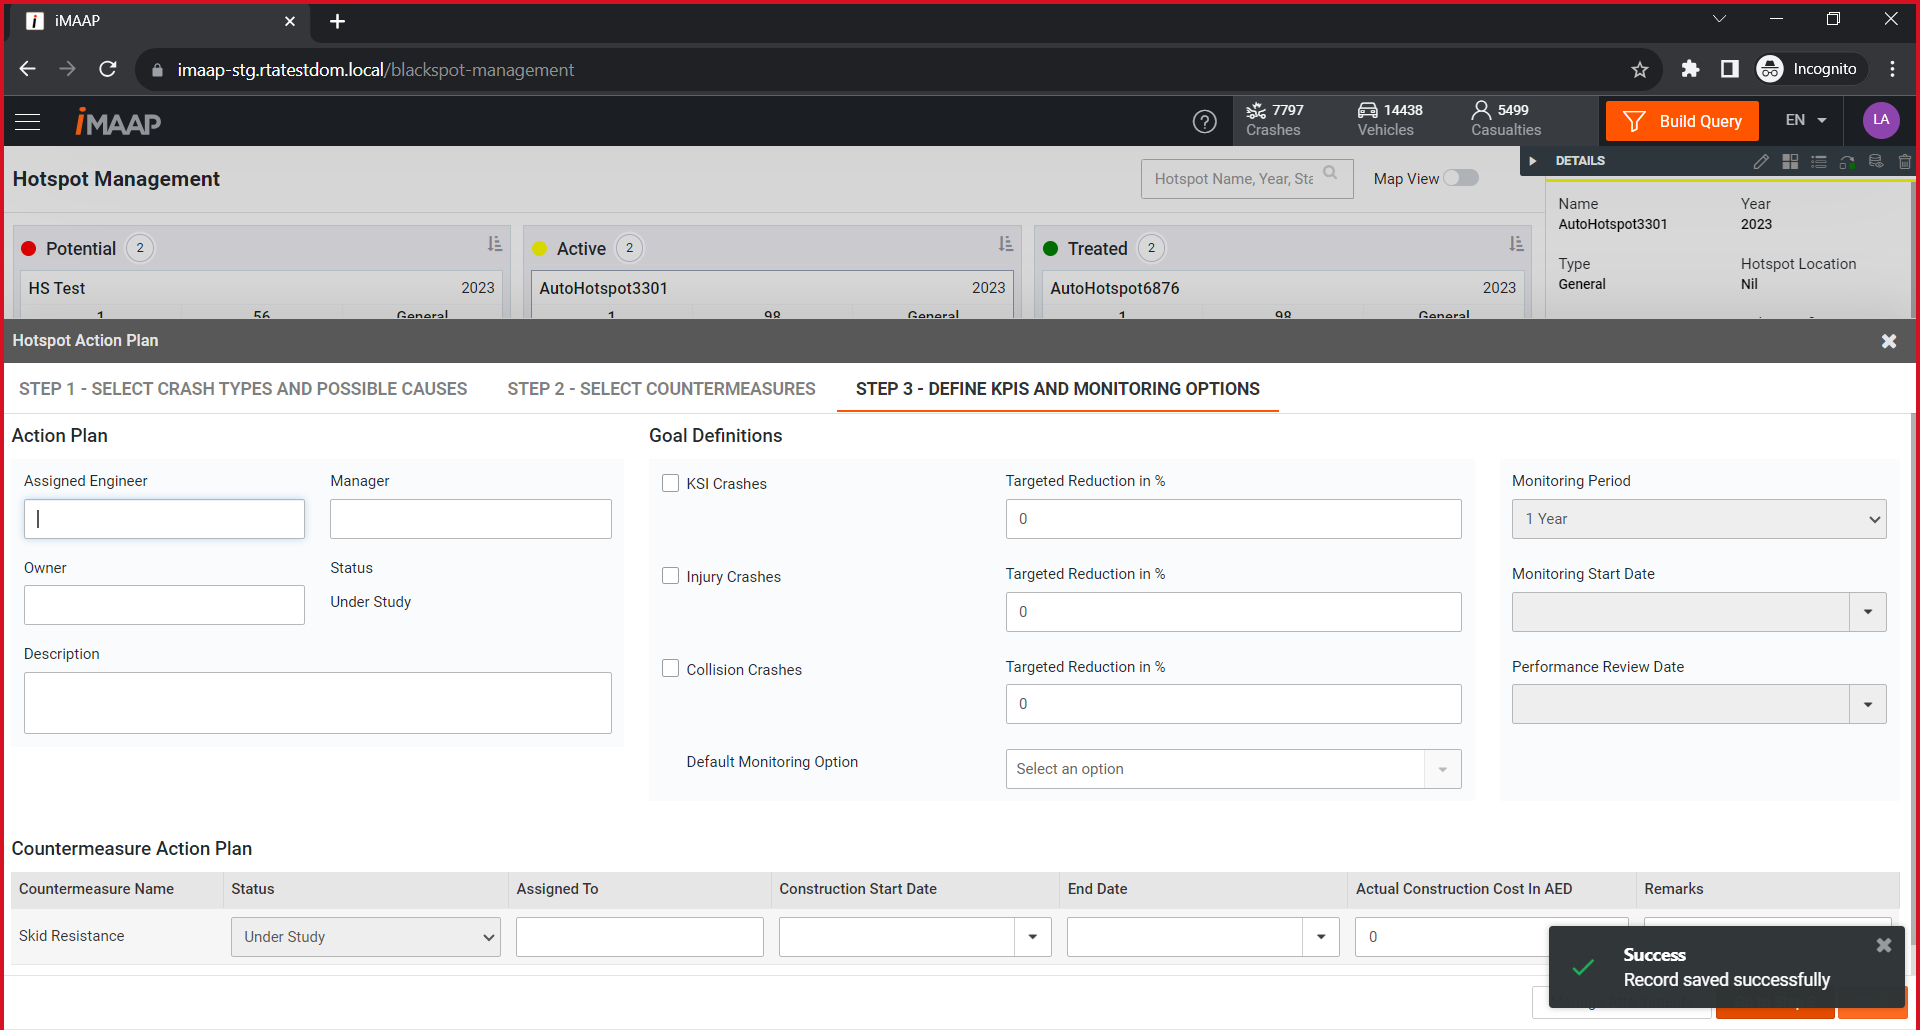 iMAAP
imaap-stg.rtatestdom.local/blackspot-management
Incognito
iMAAP
7797
Crashes
14438
Vehicles
5499
Casualties
Build Query
EN
LA
Hotspot Management
Hotspot Name, Year, Sta
Map View
DETAILS
Name
AutoHotspot3301
Year
2023
Type
General
Hotspot Location
Nil
Potential 2
HS Test 2023
1 56 General
Active 2
AutoHotspot3301 2023
1 98 General
Treated 2
AutoHotspot6876 2023
1 98 General
Hotspot Action Plan
STEP 1 - SELECT CRASH TYPES AND POSSIBLE CAUSES
STEP 2 - SELECT COUNTERMEASURES
STEP 3 - DEFINE KPIS AND MONITORING OPTIONS
Action Plan
Assigned Engineer
Manager
Owner
Status
Under Study
Description
Goal Definitions
KSI Crashes
Targeted Reduction in %
0
Injury Crashes
Targeted Reduction in %
0
Collision Crashes
Targeted Reduction in %
0
Default Monitoring Option
Select an option
Monitoring Period
1 Year
Monitoring Start Date
Performance Review Date
Countermeasure Action Plan
Countermeasure Name Status Assigned To Construction Start Date End Date Actual Construction Cost In AED Remarks
Skid Resistance Under Study 0
Success
Record saved successfully